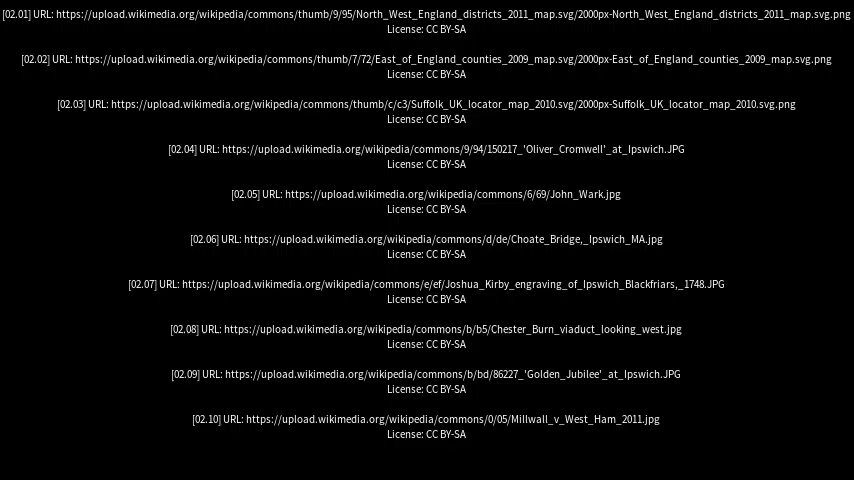 [02.01] URL: https://upload.wikimedia.org/wikipedia/commons/thumb/9/95/North_West_England_districts_2011_map.svg/2000px-North_West_England_districts_2011_map.svg.png
License: CC BY-SA
[02.02] URL: https://upload.wikimedia.org/wikipedia/commons/thumb/7/72/East_of_England_counties_2009_map.svg/2000px-East_of_England_counties_2009_map.svg.png
License: CC BY-SA
[02.03] URL: https://upload.wikimedia.org/wikipedia/commons/thumb/c/c3/Suffolk_UK_locator_map_2010.svg/2000px-Suffolk_UK_locator_map_2010.svg.png
License: CC BY-SA
[02.04] URL: https://upload.wikimedia.org/wikipedia/commons/9/94/150217_'Oliver_Cromwell'_at_Ipswich.JPG
License: CC BY-SA
[02.05] URL: https://upload.wikimedia.org/wikipedia/commons/6/69/John_Wark.jpg
License: CC BY-SA
[02.06] URL: https://upload.wikimedia.org/wikipedia/commons/d/de/Choate_Bridge,_Ipswich_MA.jpg
License: CC BY-SA
[02.07] URL: https://upload.wikimedia.org/wikipedia/commons/e/ef/Joshua_Kirby_engraving_of_Ipswich_Blackfriars,_1748.JPG
License: CC BY-SA
[02.08] URL: https://upload.wikimedia.org/wikipedia/commons/b/b5/Chester_Burn_viaduct_looking_west.jpg
License: CC BY-SA
[02.09] URL: https://upload.wikimedia.org/wikipedia/commons/b/bd/86227_'Golden_Jubilee'_at_Ipswich.JPG
License: CC BY-SA
[02.10] URL: https://upload.wikimedia.org/wikipedia/commons/0/05/Millwall_v_West_Ham_2011.jpg
License: CC BY-SA